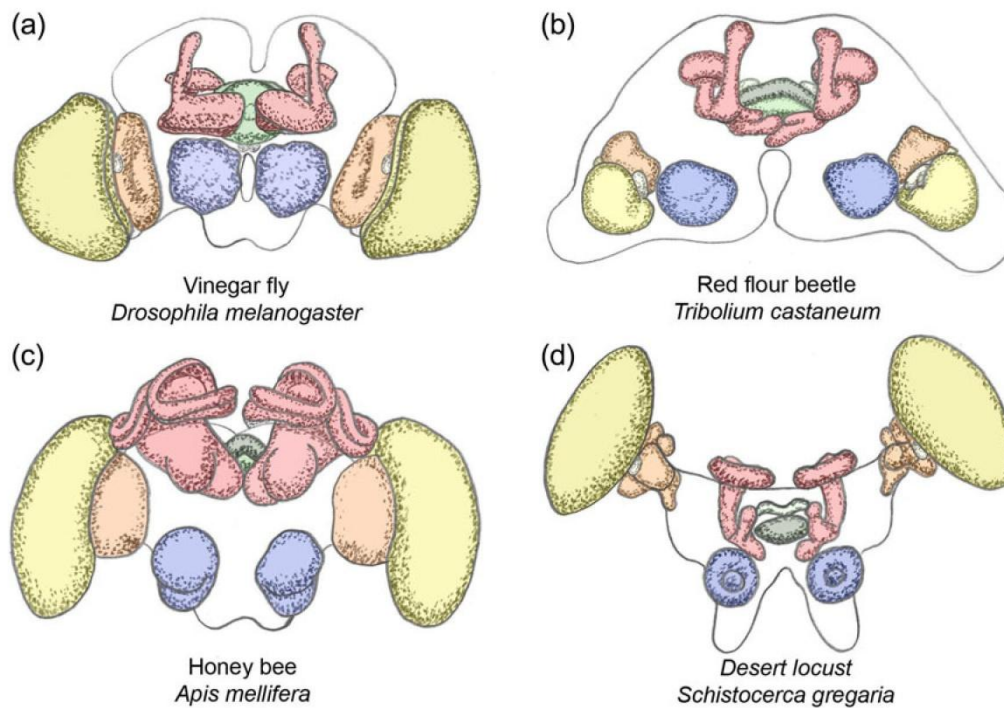 (a)
Vinegar fly
Drosophila melanogaster
(b)
Red flour beetle
Tribolium castaneum
(c)
Honey bee
Apis mellifera
(d)
Desert locust
Schistocerca gregaria